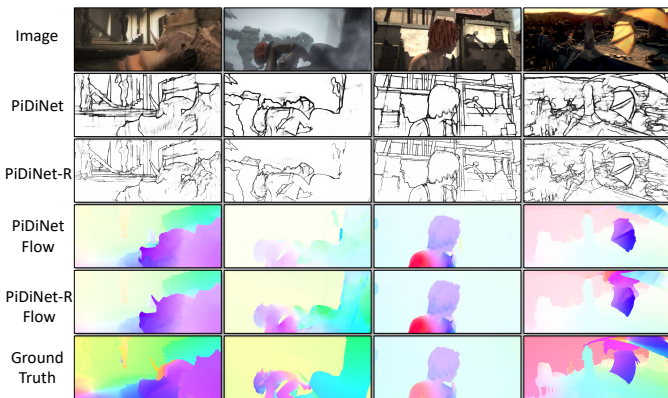 Image
PiDiNet
PiDiNet-R
PiDiNet
Flow
PiDiNet-R
Flow
Ground
Truth